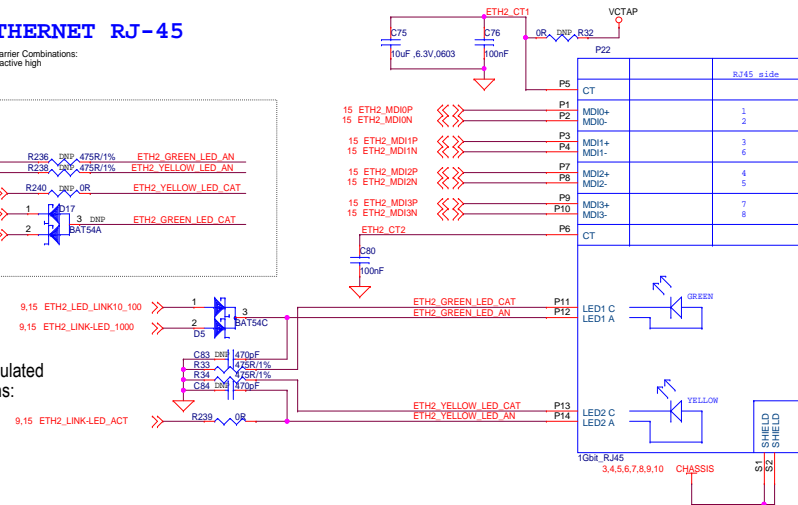 THERNET RJ-45
arrier Combinations:
active high
ETH2_CT1
VCTAP
C75
10uF ,6.3V,0603
C76
100nF
0R DNP R32
P22
RJ45 side
P5 CT
15 ETH2_MDI0P P1 MDI0+ 1
15 ETH2_MDI0N P2 MDI0- 2
15 ETH2_MDI1P P3 MDI1+ 3
15 ETH2_MDI1N P4 MDI1- 6
15 ETH2_MDI2P P7 MDI2+ 4
15 ETH2_MDI2N P8 MDI2- 5
15 ETH2_MDI3P P9 MDI3+ 7
15 ETH2_MDI3N P10 MDI3- 8
ETH2_CT2 P6 CT
C80
100nF
R236 DNP 475R/1% ETH2_GREEN_LED_AN
R238 DNP 475R/1% ETH2_YELLOW_LED_AN
R240 DNP 0R ETH2_YELLOW_LED_CAT
1 D17
3 DNP ETH2_GREEN_LED_CAT
2 BAT54A
9,15 ETH2_LED_LINK10_100 1
3
9,15 ETH2_LINK-LED_1000 2 BAT54C
D5
ETH2_GREEN_LED_CAT P11 LED1 C
ETH2_GREEN_LED_AN P12 LED1 A
GREEN
C83 DNP 470pF
R33 475R/1%
R34 475R/1%
C84 DNP 470pF
ulated
ns:
9,15 ETH2_LINK-LED_ACT R239 0R
ETH2_YELLOW_LED_CAT P13 LED2 C
ETH2_YELLOW_LED_AN P14 LED2 A
YELLOW
SHIELD
SHIELD
1Gbit_RJ45
3,4,5,6,7,8,9,10 CHASSIS
S1
S2